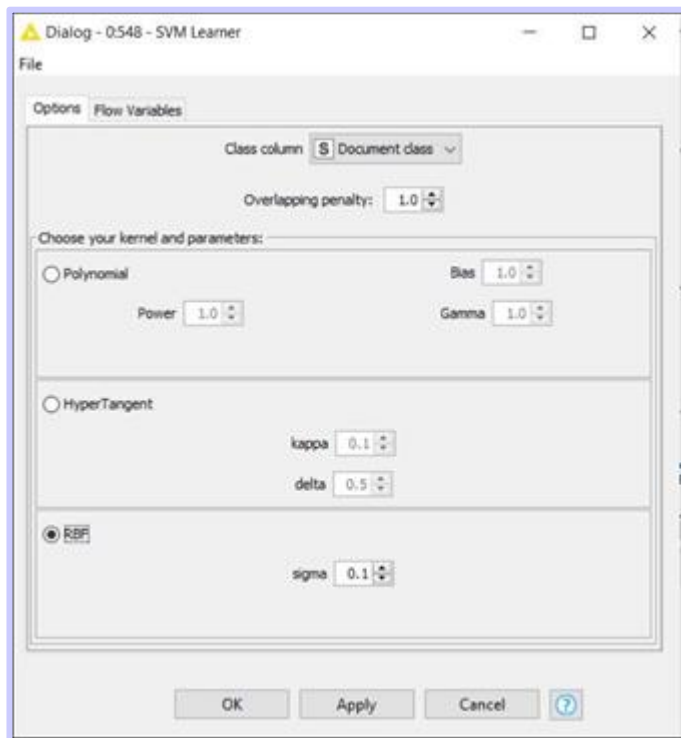 Dialog - 0:548 - SVM Learner
File
Options Flow Variables
Class column S Document class
Overlapping penalty: 1.0
Choose your kernel and parameters:
Polynomial Bias 1.0
Power 1.0 Gamma 1.0
HyperTangent
kappa 0.1
delta 0.5
RBF
sigma 0.1
OK Apply Cancel ?